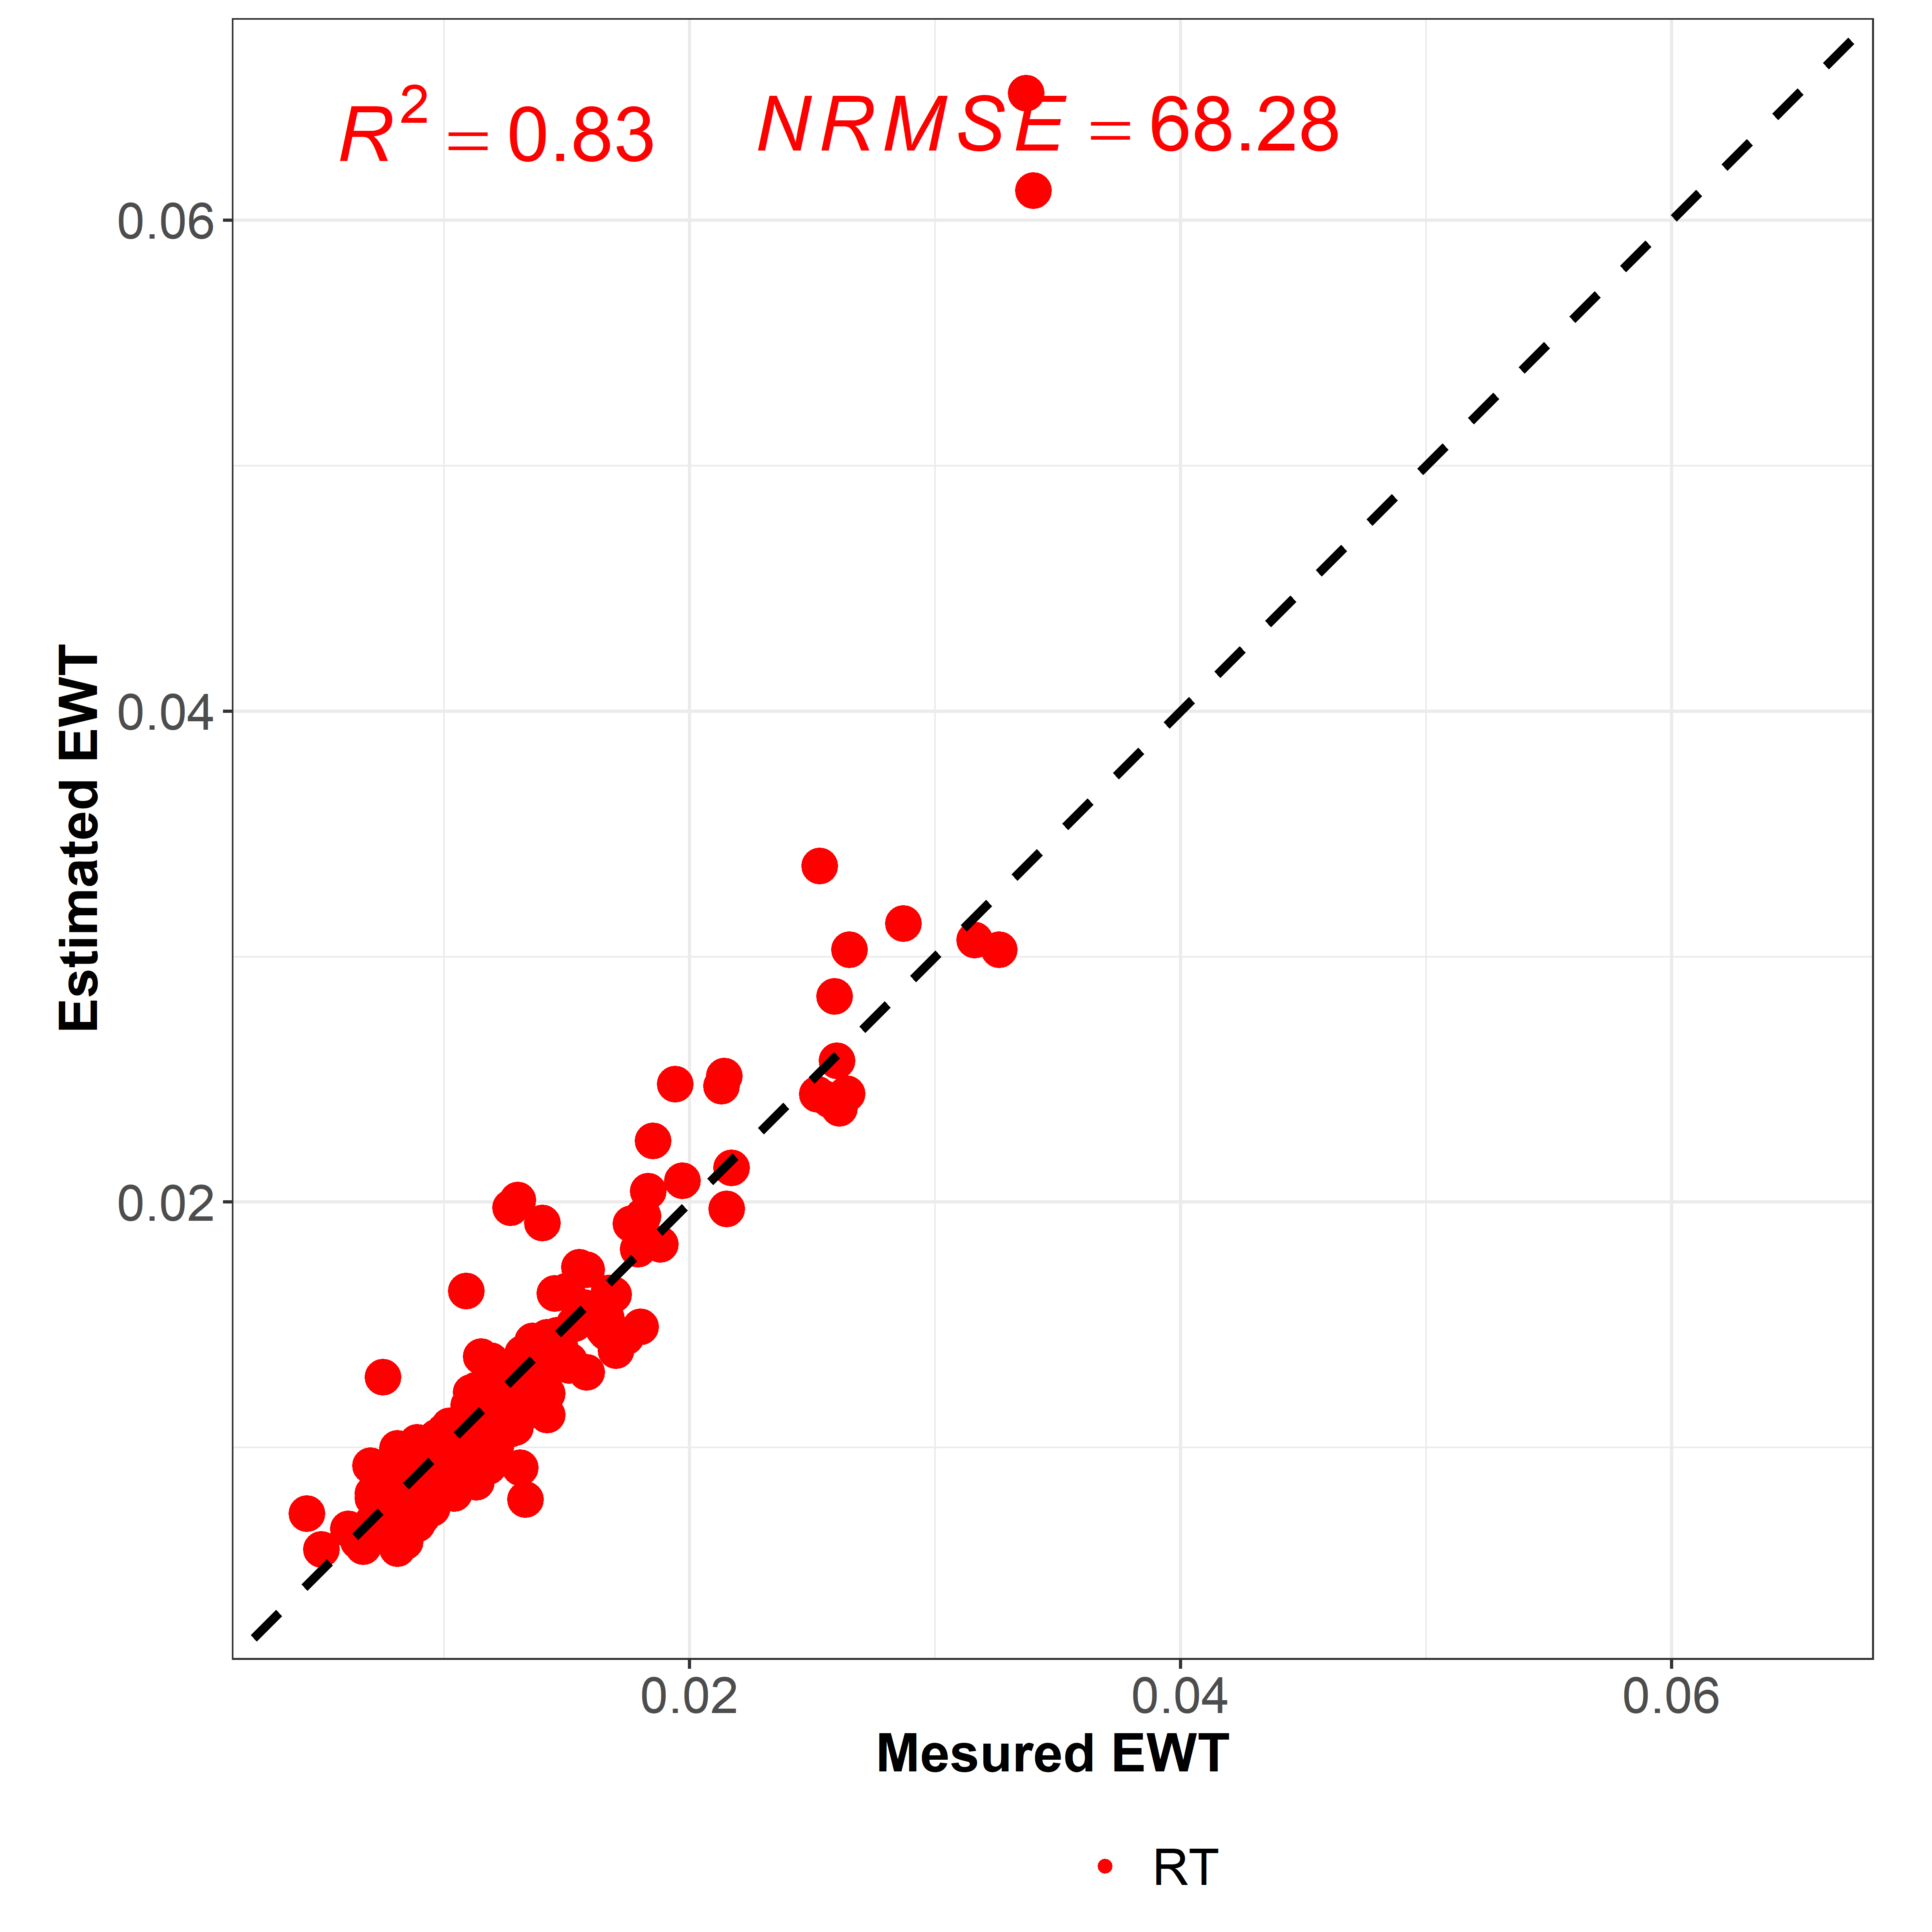 R² = 0.83 NRMSE = 68.28
0.06
0.04
0.02
Estimated EWT
0.02 0.04 0.06
Mesured EWT
RT